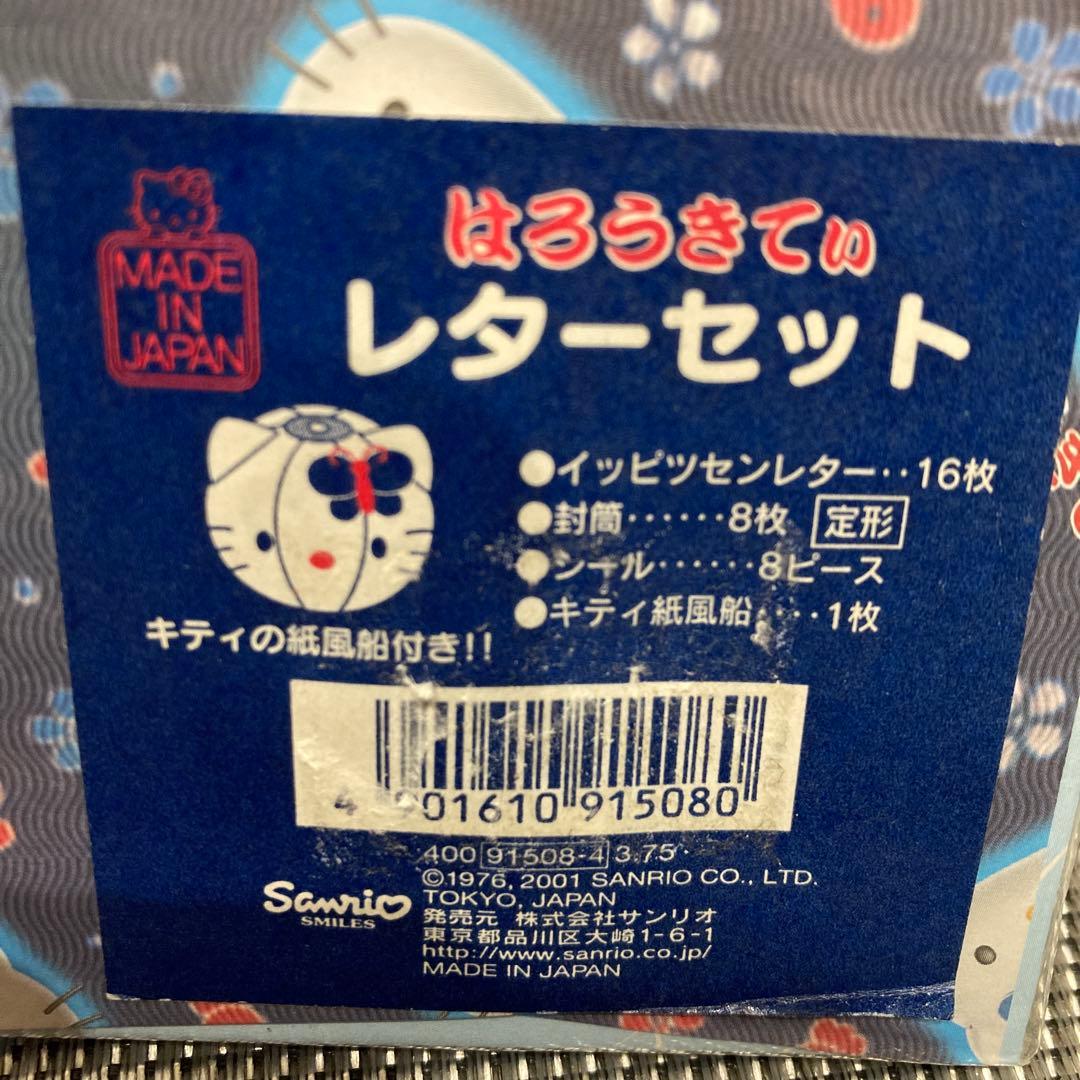 MADE
IN
JAPAN
はろうきてぃ
レターセット
●イッピツセンレター‥16枚
●封筒‥‥‥8枚 定形
●シール‥‥‥8ピース
●キティ紙風船‥‥1枚
キティの紙風船付き!!
4 901610 915080
400 91508-4 3.75
©1976, 2001 SANRIO CO., LTD.
TOKYO, JAPAN
発売元 株式会社サンリオ
東京都品川区大崎1-6-1
http://www.sanrio.co.jp/
MADE IN JAPAN
Sanrio
SMILES